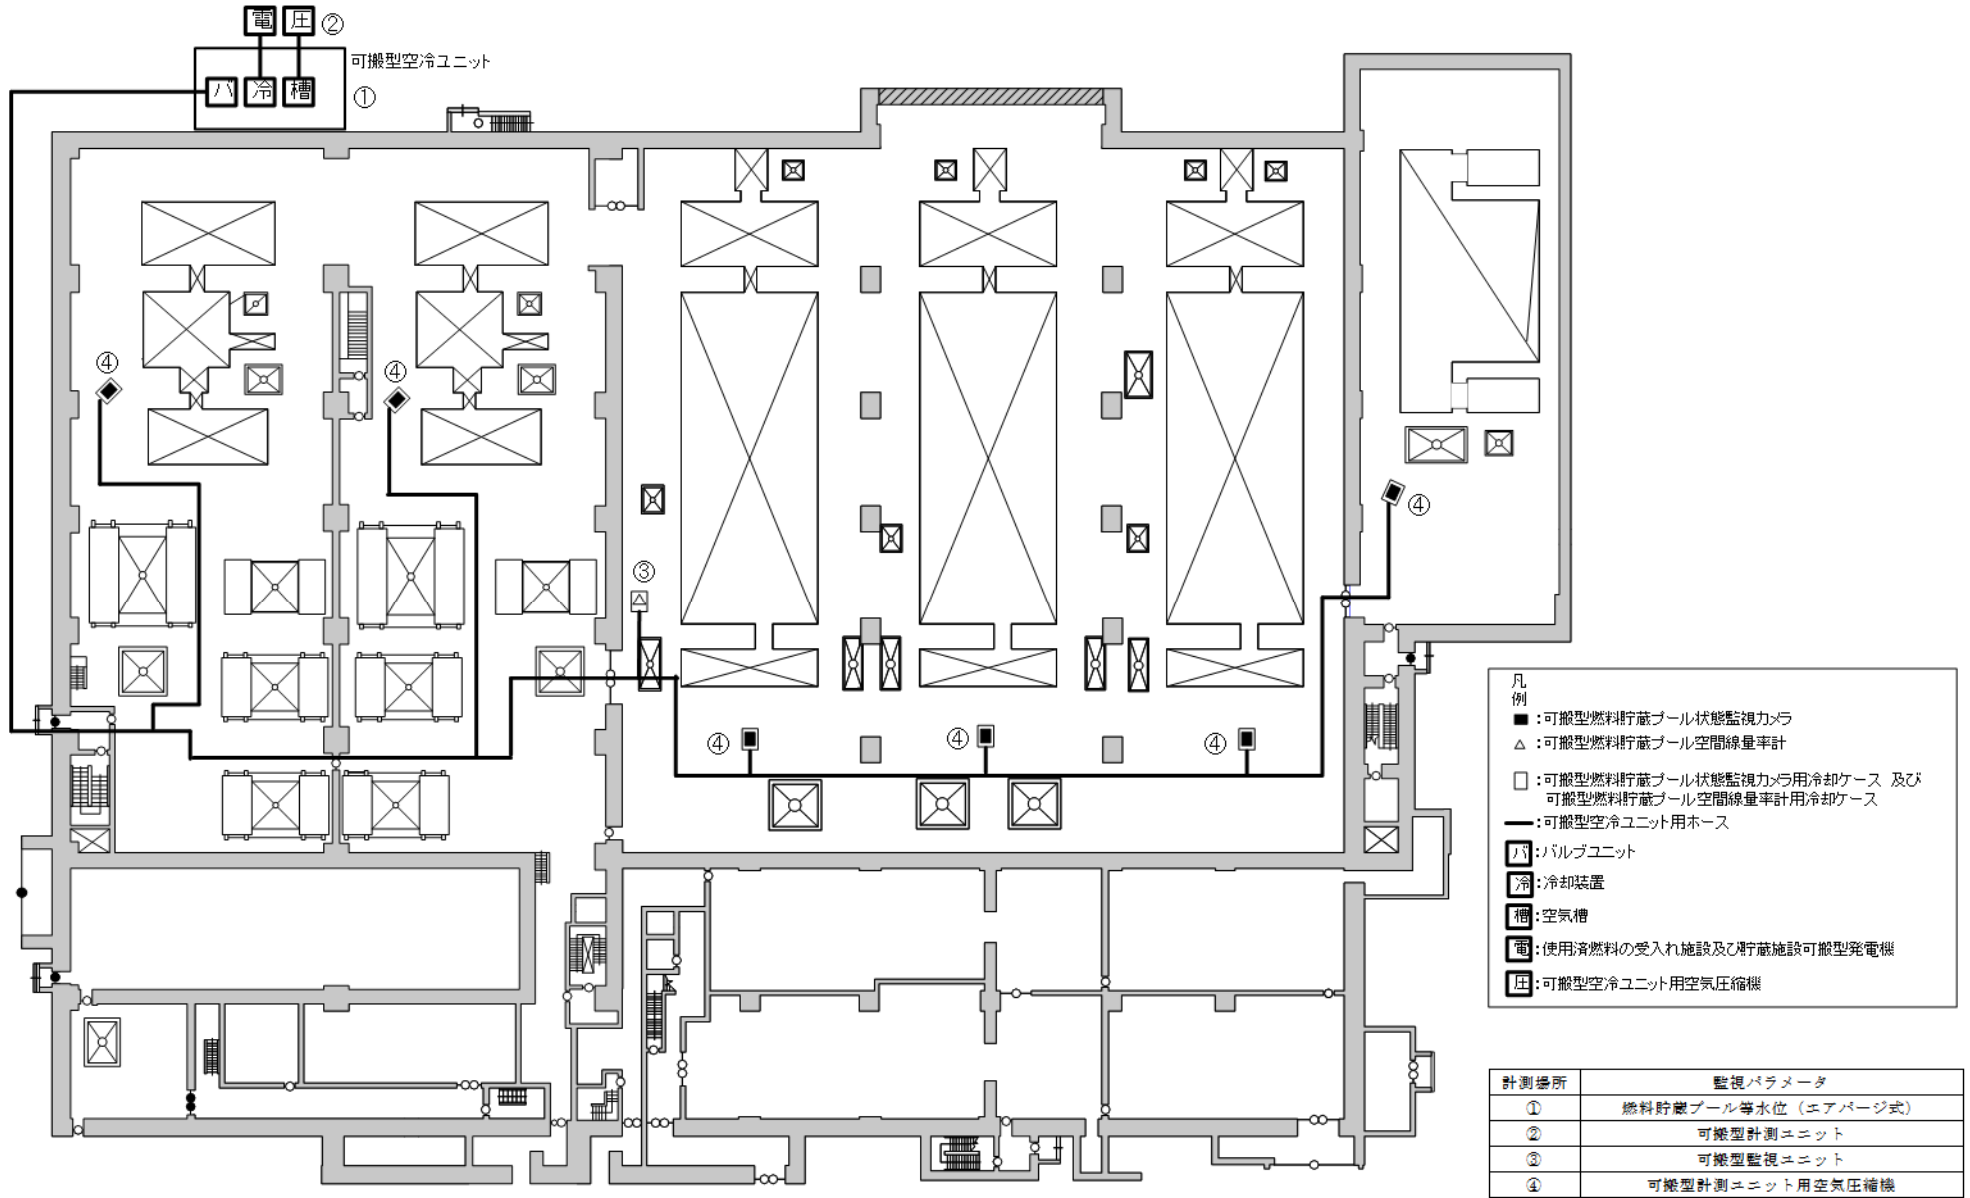 電 圧 ②
可搬型空冷ユニット
バ 冷 槽 ①
④
④
④
③
④ ④ ④
凡
例
■:可搬型燃料貯蔵プール状態監視カメラ
△:可搬型燃料貯蔵プール空間線量率計
□:可搬型燃料貯蔵プール状態監視カメラ用冷却ケース 及び
可搬型燃料貯蔵プール空間線量率計用冷却ケース
:可搬型空冷ユニット用ホース
バ:バルブユニット
冷:冷却装置
槽:空気槽
電:使用済燃料の受入れ施設及び貯蔵施設可搬型発電機
圧:可搬型空冷ユニット用空気圧縮機
計測場所 監視パラメータ
① 燃料貯蔵プール等水位(エアパージ式)
② 可搬型計測ユニット
③ 可搬型監視ユニット
④ 可搬型計測ユニット用空気圧縮機